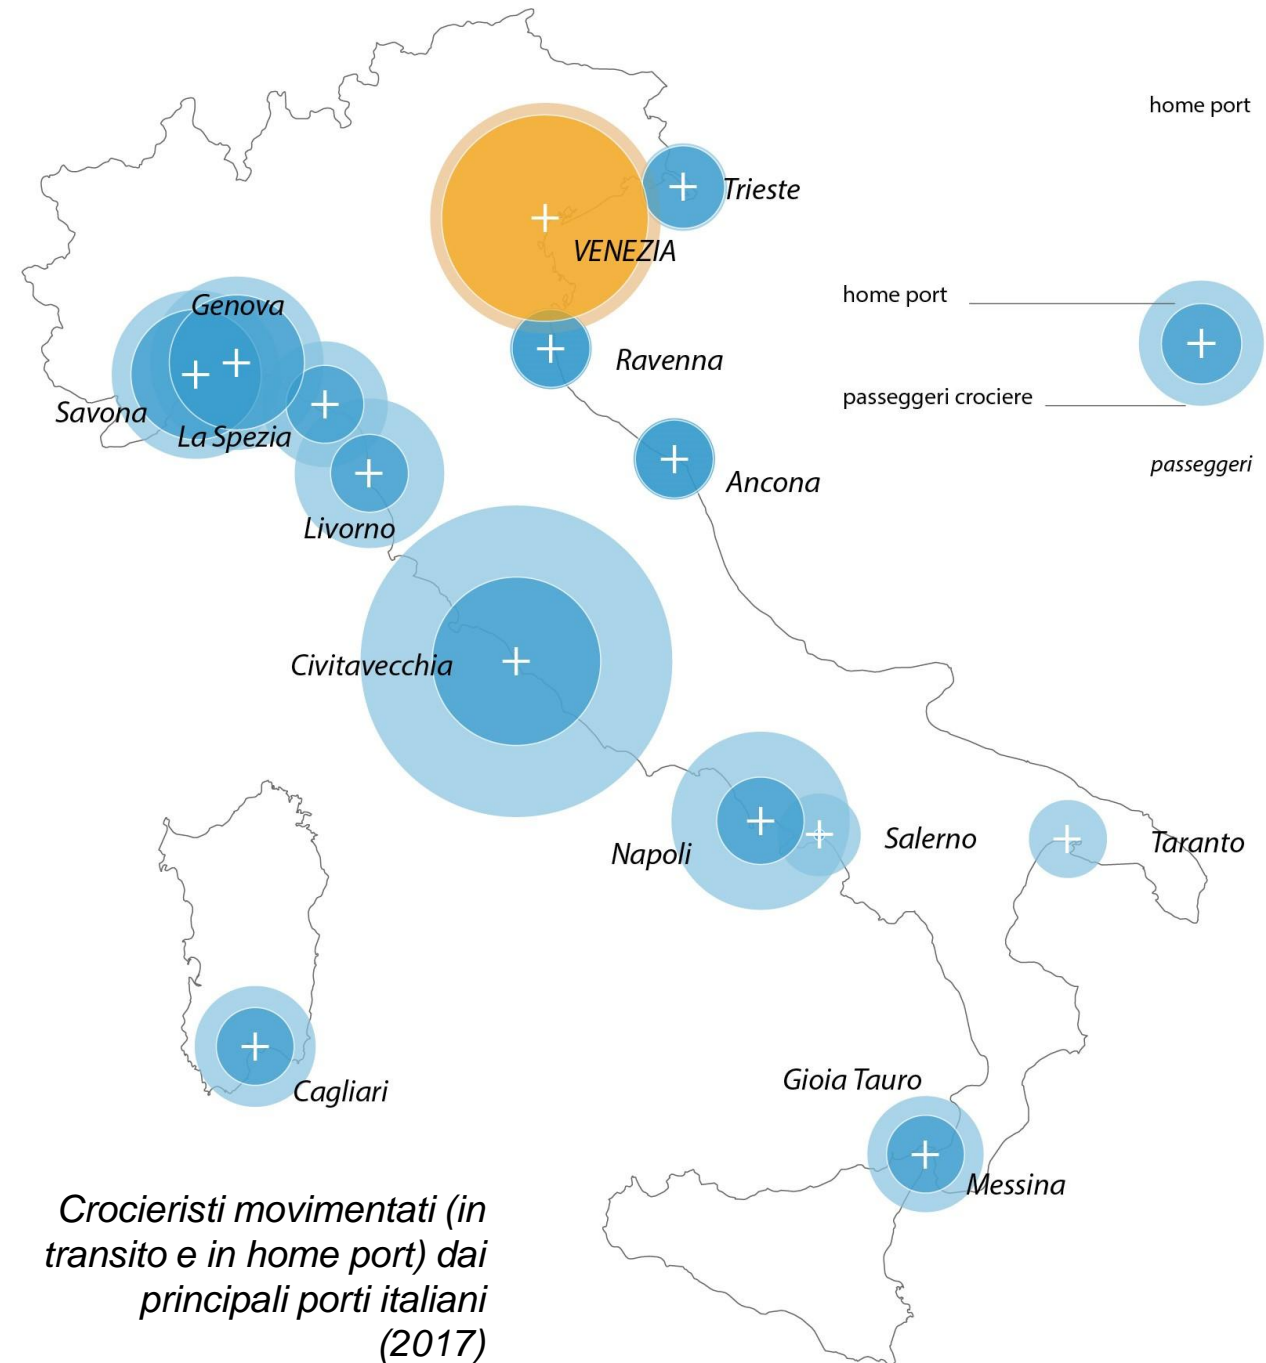 home port
Trieste
VENEZIA
home port
Genova
Ravenna
passeggeri crociere
Savona
La Spezia
passeggeri
Ancona
Livorno
Civitavecchia
Napoli
Salerno
Taranto
Gioia Tauro
Cagliari
Messina
Crocieristi movimentati (in
transito e in home port) dai
principali porti italiani
(2017)